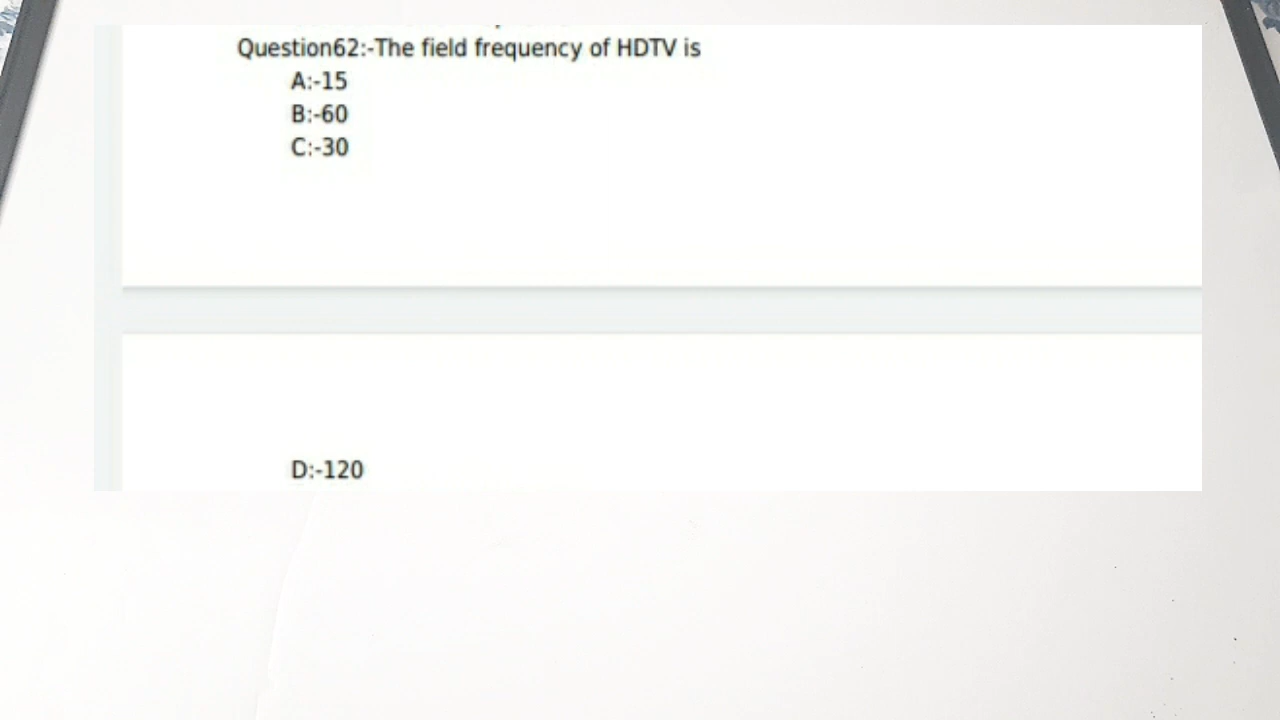 Question62:-The field frequency of HDTV is
A:-15
B:-60
C:-30
D:-120